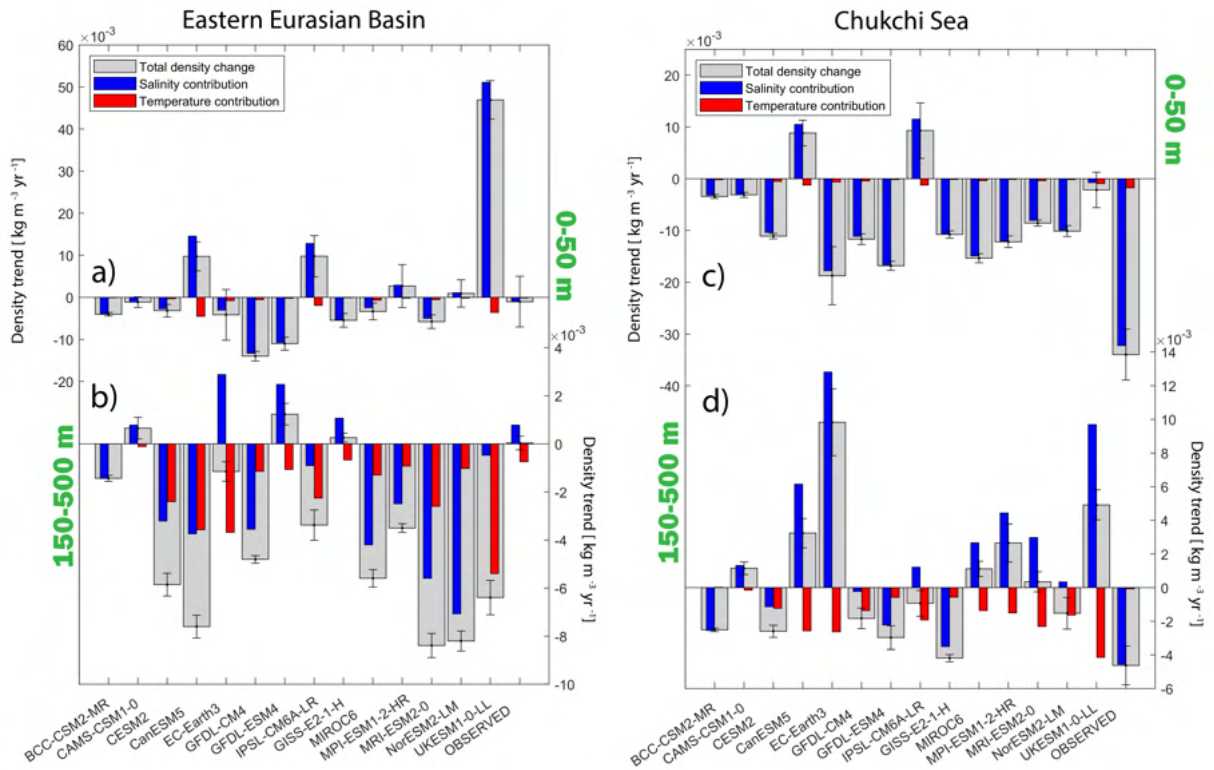 Eastern Eurasian Basin
Chukchi Sea
60
50
40
30
20
10
0
-10
-20
×10⁻³
Total density change
Salinity contribution
Temperature contribution
Density trend [ kg m⁻³ yr⁻¹]
a)
0-50 m
×10⁻³
4
2
0
-2
-4
-6
-8
-10
b)
150-500 m
Density trend [ kg m⁻³ yr⁻¹]
BCC-CSM2-MR
CAMS-CSM1-0
CESM2
CanESM5
EC-Earth3
GFDL-CM4
GFDL-ESM4
IPSL-CM6A-LR
GISS-E2-1-H
MIROC6
MPI-ESM1-2-HR
MRI-ESM2-0
NorESM2-LM
UKESM1-0-LL
OBSERVED
×10⁻³
20
10
0
-10
-20
-30
-40
Total density change
Salinity contribution
Temperature contribution
Density trend [ kg m⁻³ yr⁻¹]
c)
0-50 m
×10⁻³
14
12
10
8
6
4
2
0
-2
-4
-6
d)
150-500 m
Density trend [ kg m⁻³ yr⁻¹]
BCC-CSM2-MR
CAMS-CSM1-0
CESM2
CanESM5
EC-Earth3
GFDL-CM4
GFDL-ESM4
IPSL-CM6A-LR
GISS-E2-1-H
MIROC6
MPI-ESM1-2-HR
MRI-ESM2-0
NorESM2-LM
UKESM1-0-LL
OBSERVED